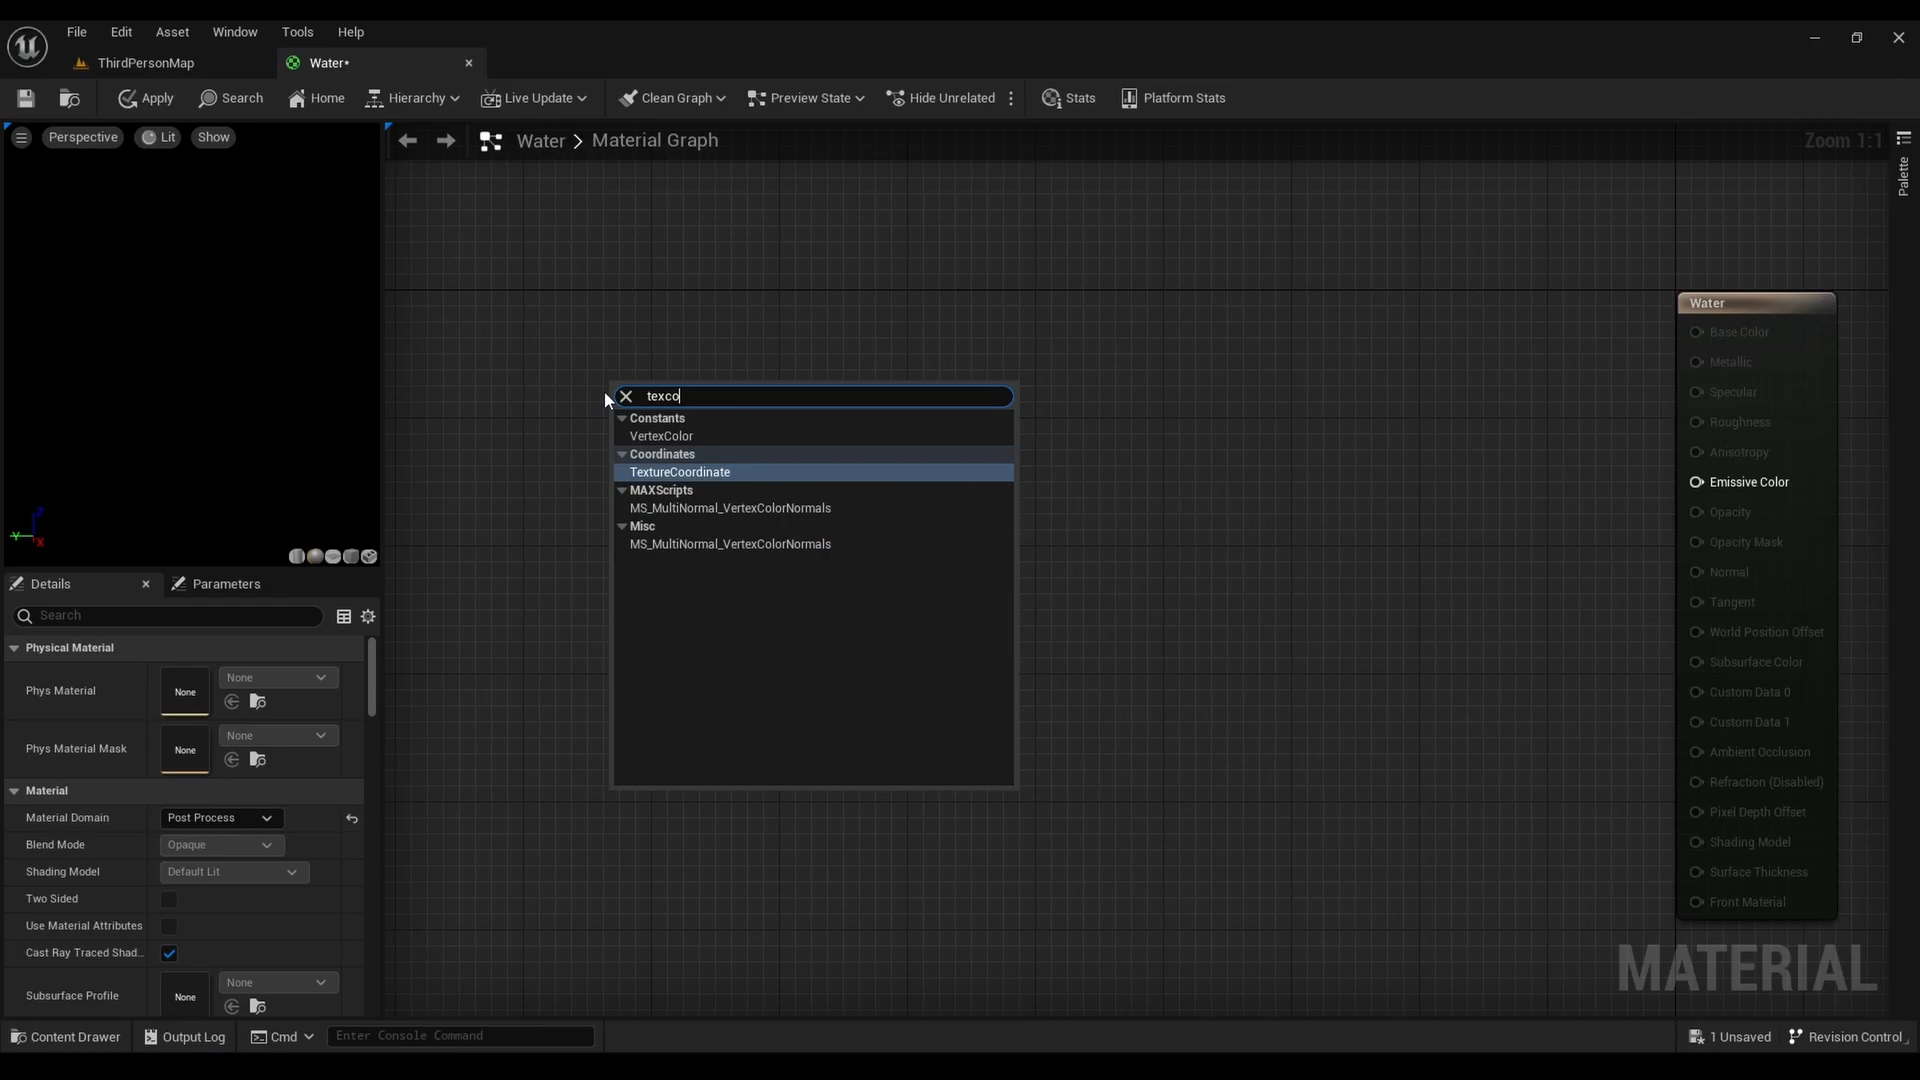 File Edit Asset Window Tools Help
ThirdPersonMap Water•
Apply Search Home Hierarchy Live Update Clean Graph Preview State Hide Unrelated Stats Platform Stats
Perspective Lit Show
Water > Material Graph
Zoom 1:1
Palette
Water
Base Color
Metallic
Specular
Roughness
Anisotropy
Emissive Color
Opacity
Opacity Mask
Normal
Tangent
World Position Offset
Subsurface Color
Custom Data 0
Custom Data 1
Ambient Occlusion
Refraction (Disabled)
Pixel Depth Offset
Shading Model
Surface Thickness
Front Material
texco
Constants
VertexColor
Coordinates
TextureCoordinate
MAXScripts
MS_MultiNormal_VertexColorNormals
Misc
MS_MultiNormal_VertexColorNormals
Z
Y
X
Details Parameters
Search
Physical Material
Phys Material None None
Phys Material Mask None None
Material
Material Domain Post Process
Blend Mode Opaque
Shading Model Default Lit
Two Sided
Use Material Attributes
Cast Ray Traced Shad...
Subsurface Profile None None
MATERIAL
Content Drawer Output Log Cmd Enter Console Command 1 Unsaved Revision Control